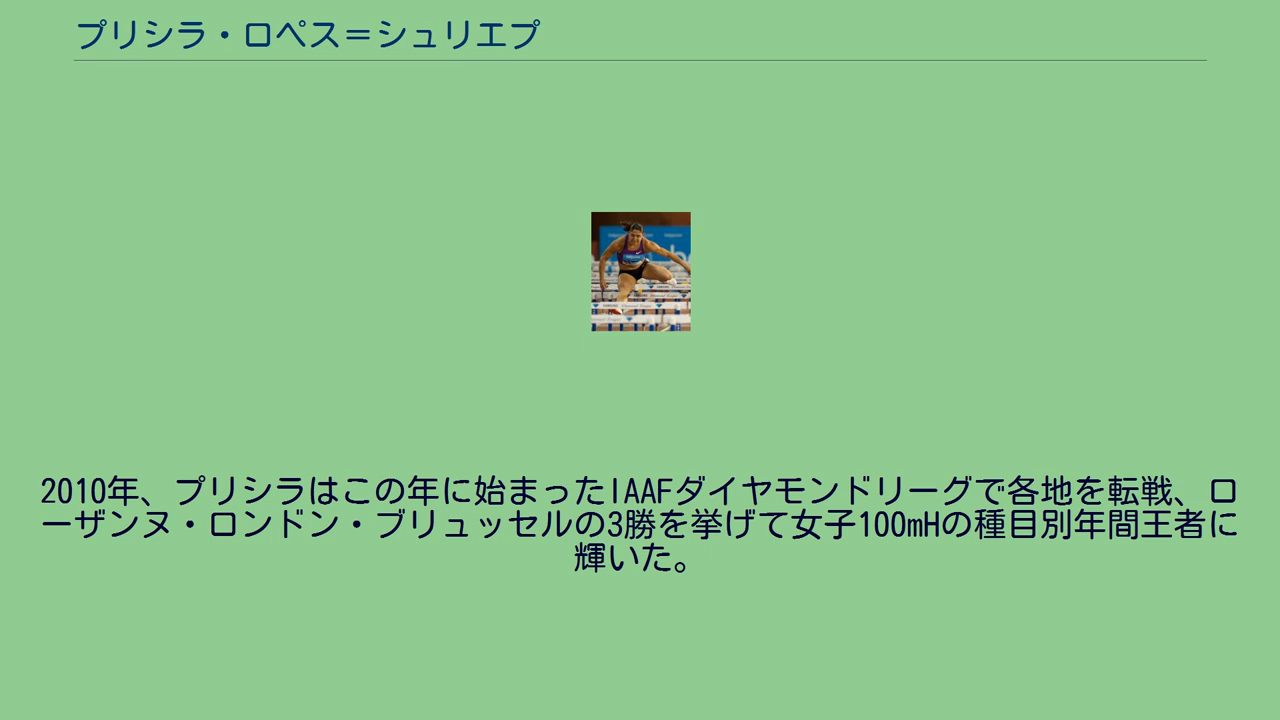 プリシラ・ロペス＝シュリエプ
2010年、プリシラはこの年に始まったIAAFダイヤモンドリーグで各地を転戦、ロ
ーザンヌ・ロンドン・ブリュッセルの3勝を挙げて女子100mHの種目別年間王者に
輝いた。